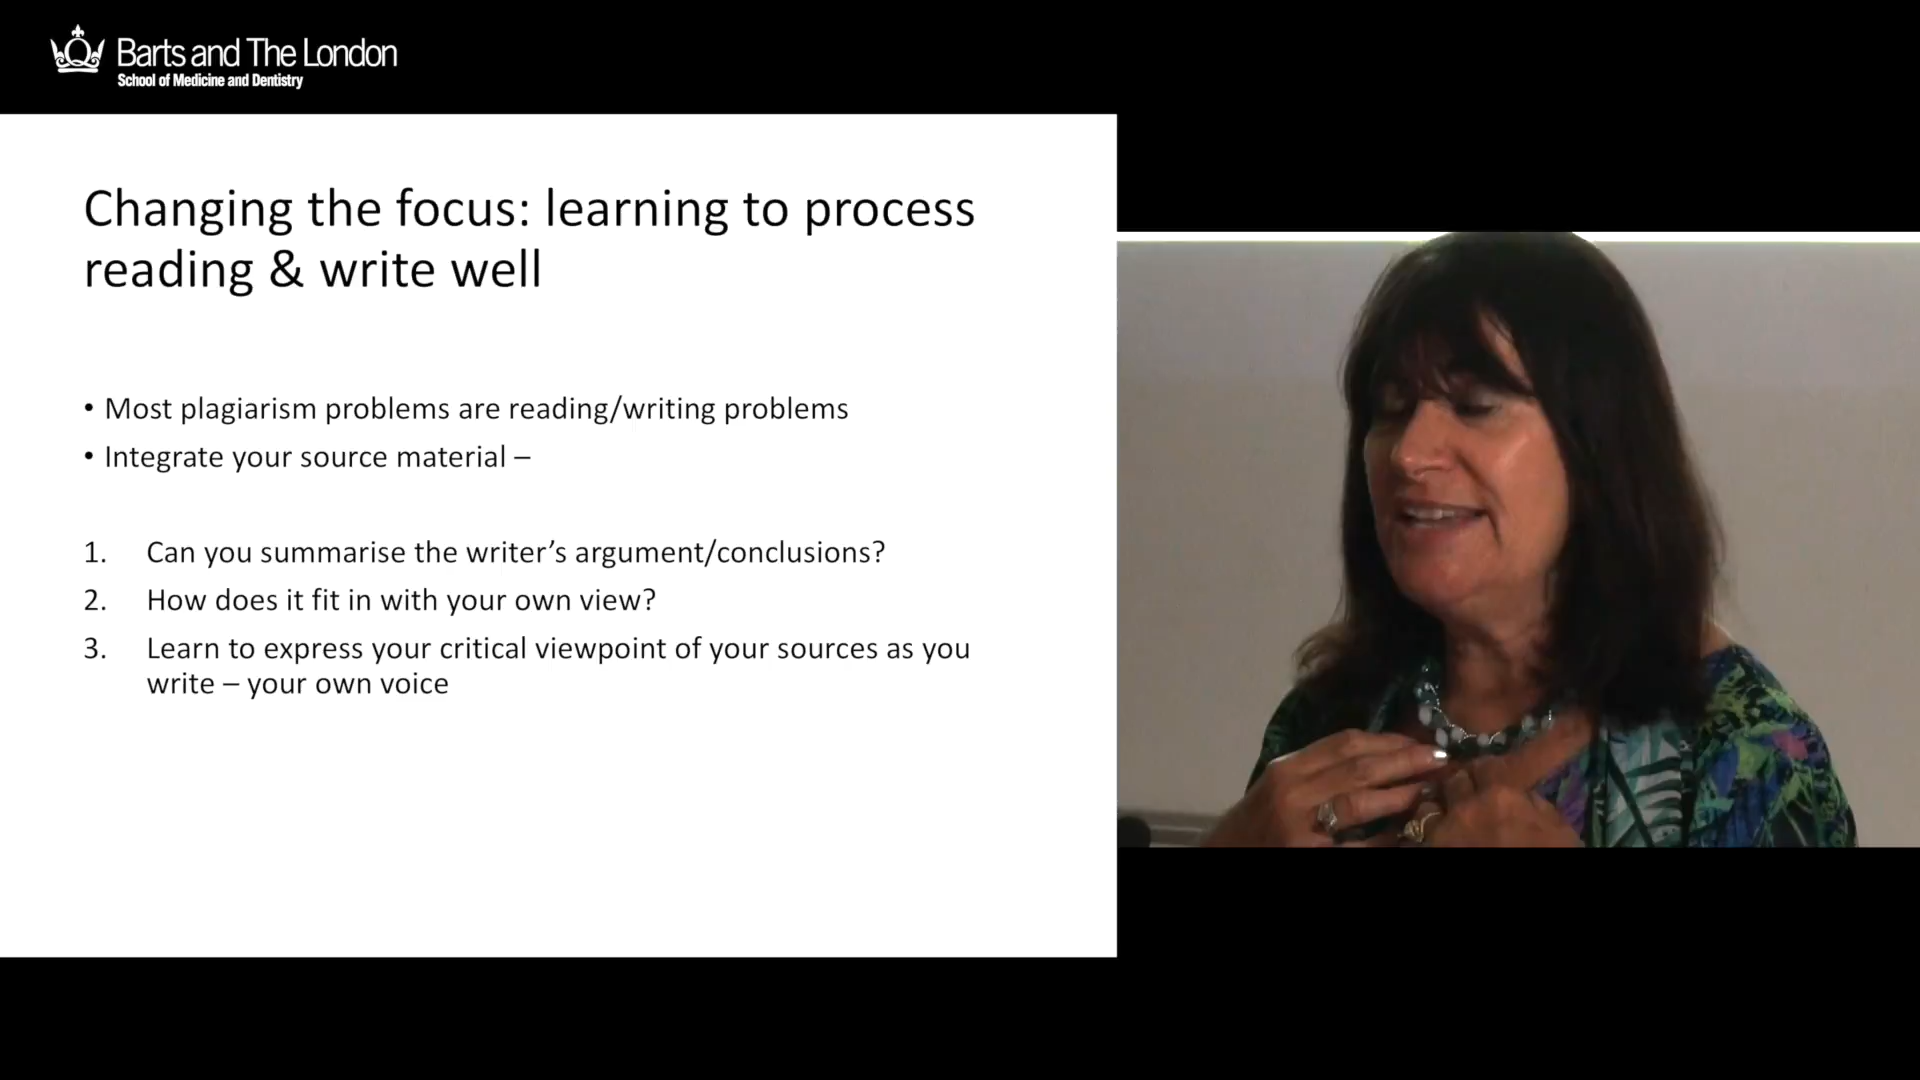 Barts and The London
School of Medicine and Dentistry
Changing the focus: learning to process
reading & write well
• Most plagiarism problems are reading/writing problems
• Integrate your source material –
1. Can you summarise the writer’s argument/conclusions?
2. How does it fit in with your own view?
3. Learn to express your critical viewpoint of your sources as you
write – your own voice